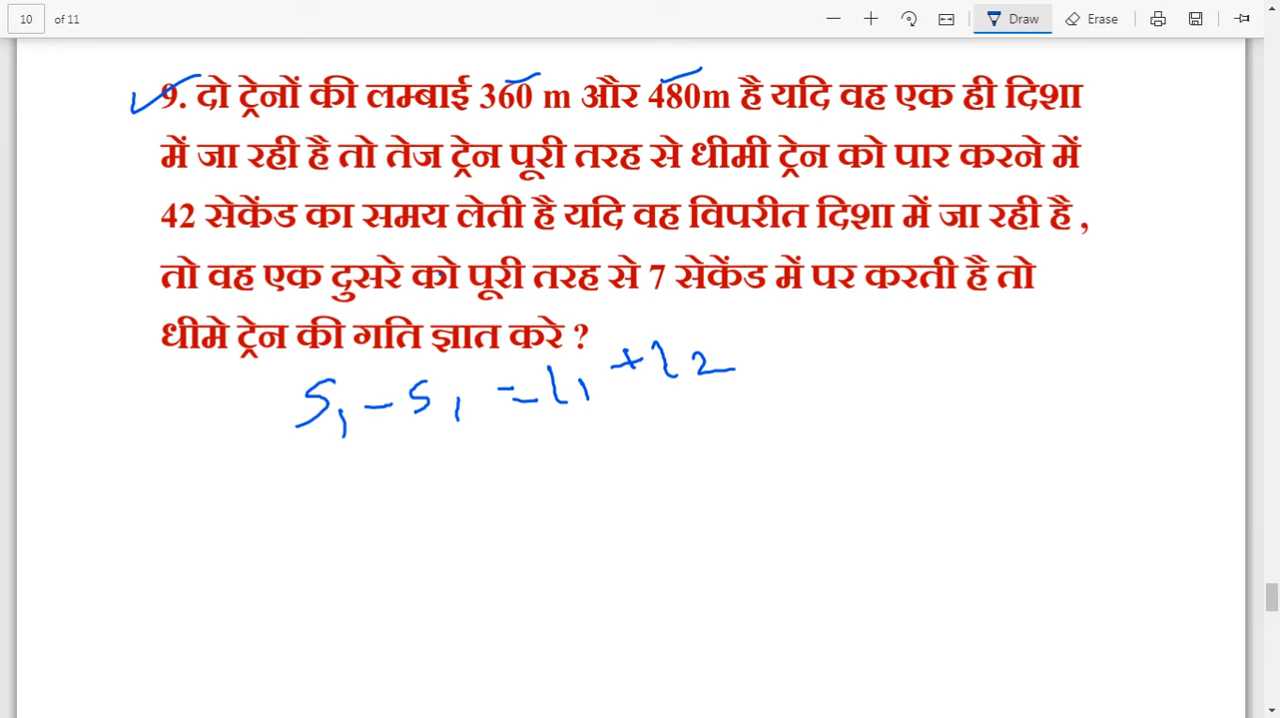 10 of 11 Draw Erase
9. दो ट्रेनों की लम्बाई 360 m और 480m है यदि वह एक ही दिशा
में जा रही है तो तेज ट्रेन पूरी तरह से धीमी ट्रेन को पार करने में
42 सेकेंड का समय लेती है यदि वह विपरीत दिशा में जा रही है ,
तो वह एक दुसरे को पूरी तरह से 7 सेकेंड में पर करती है तो
धीमे ट्रेन की गति ज्ञात करे ?
S1 - S1 = l1 + l2